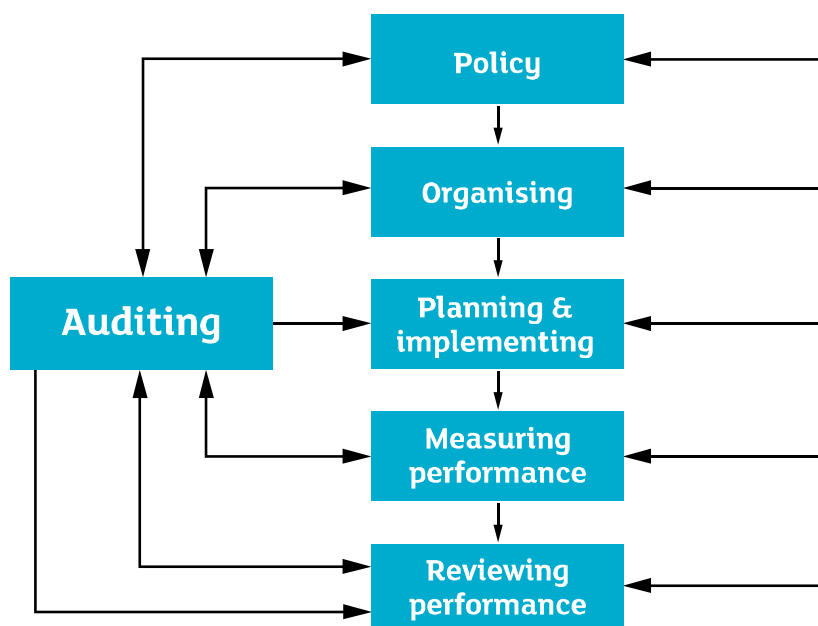 Policy
Organising
Auditing
Planning &
implementing
Measuring
performance
Reviewing
performance